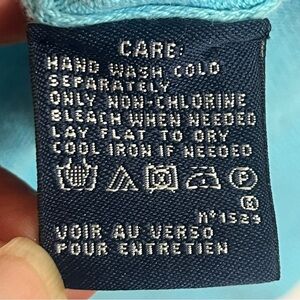 CARE:
HAND WASH COLD
SEPARATELY
ONLY NON-CHLORINE
BLEACH WHEN NEEDED
LAY FLAT TO DRY
COOL IRON IF NEEDED
F
n°1524
VOIR AU VERSO
POUR ENTRETIEN